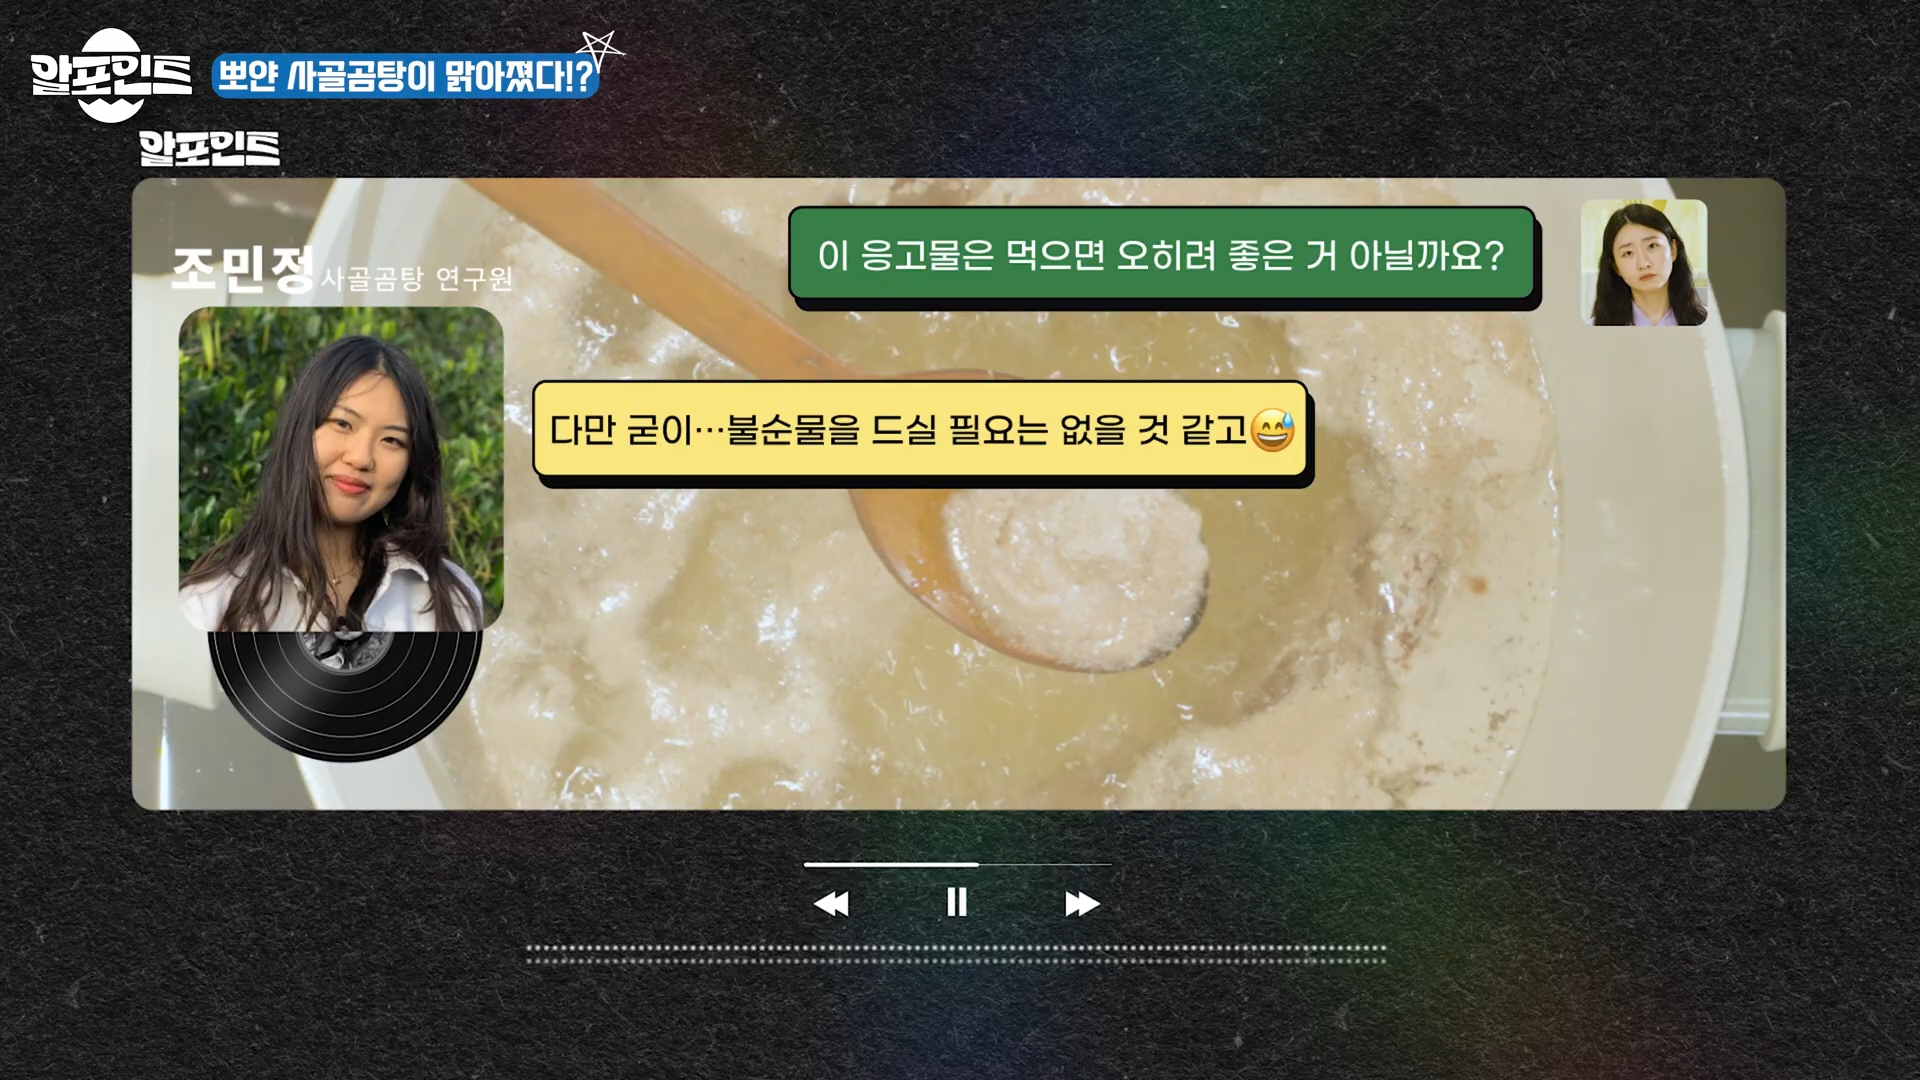 알포인트
뽀얀 사골곰탕이 맑아졌다!?
알포인트
이 응고물은 먹으면 오히려 좋은 거 아닐까요?
조민정 사골곰탕 연구원
다만 굳이…불순물을 드실 필요는 없을 것 같고😅